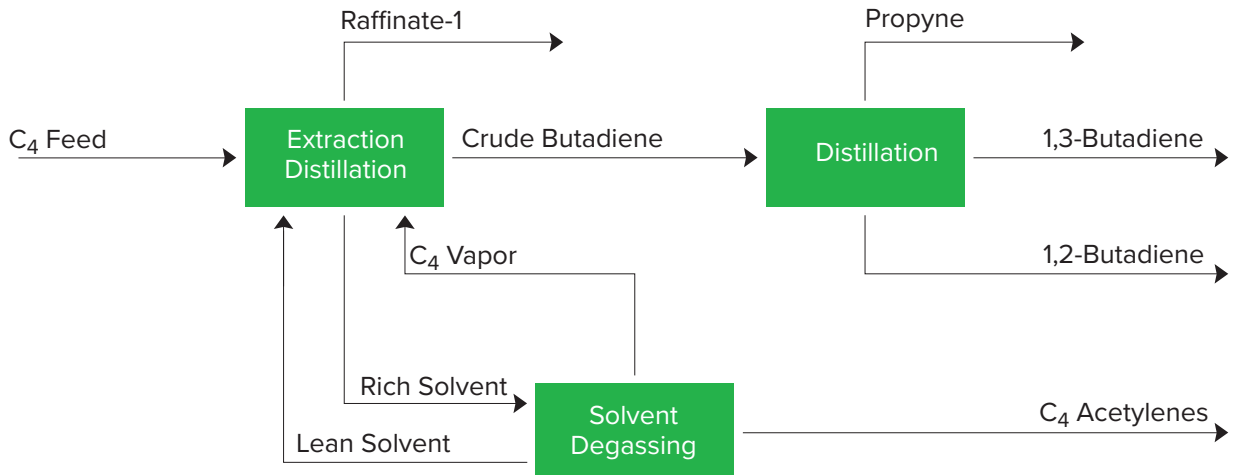 Raffinate-1
Propyne
C₄ Feed
Extraction
Distillation
Crude Butadiene
Distillation
1,3-Butadiene
C₄ Vapor
1,2-Butadiene
Rich Solvent
Lean Solvent
Solvent
Degassing
C₄ Acetylenes